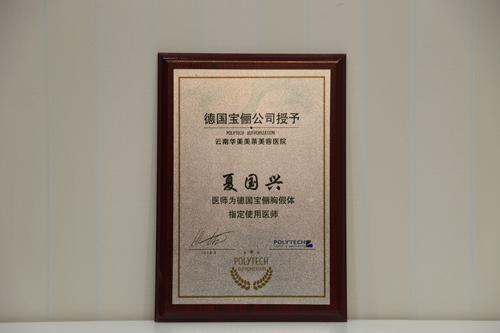 德国宝俪公司授予
POLYTECH AUTHORIZATION
云南华美美莱美容医院
夏国兴
医师为德国宝俪胸假体
指定使用医师
POLYTECH
POLYTECH
AUTHORIZATION